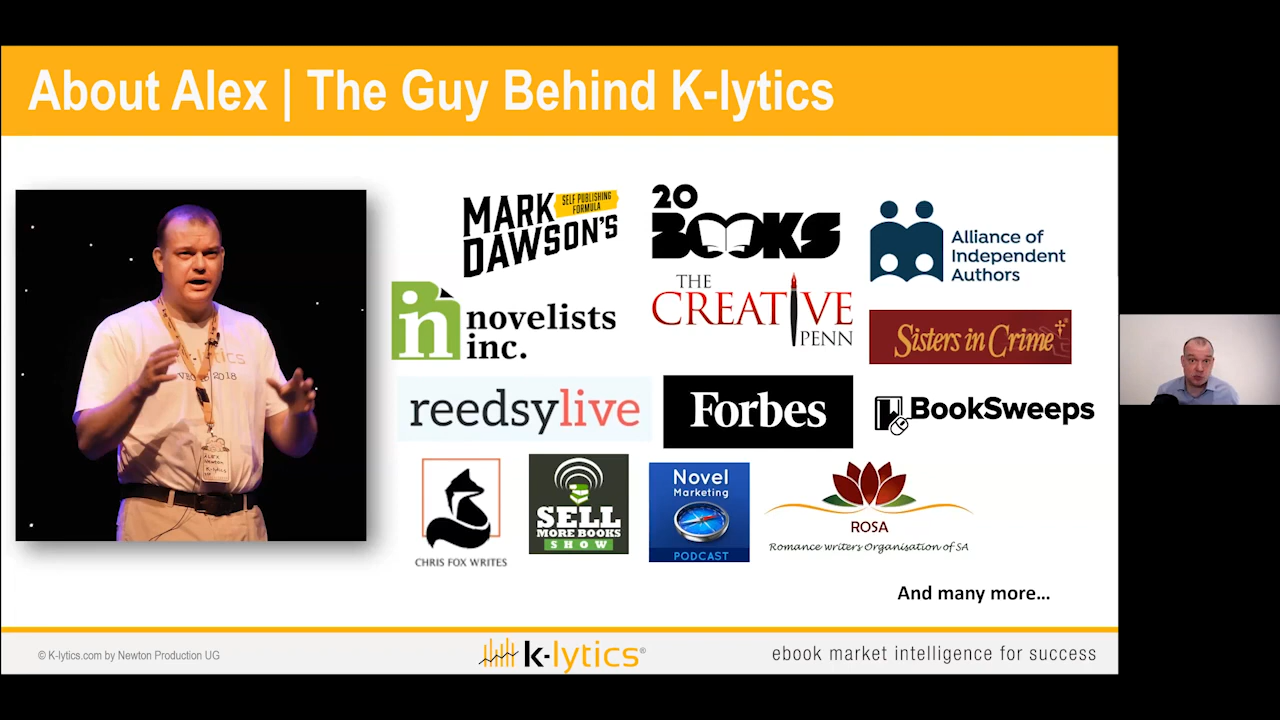 About Alex | The Guy Behind K-lytics
MARK
DAWSON'S
SELF PUBLISHING
FORMULA
20
BOOKS
Alliance of
Independent
Authors
in
novelists
inc.
THE
CREATIVE
PENN
Sisters in Crime
reedsylive
Forbes
BookSweeps
CHRIS FOX WRITES
SELL
MORE BOOKS
SHOW
Novel
Marketing
PODCAST
ROSA
Romance writers Organisation of SA
And many more...
© K-lytics.com by Newton Production UG
k-lytics®
ebook market intelligence for success